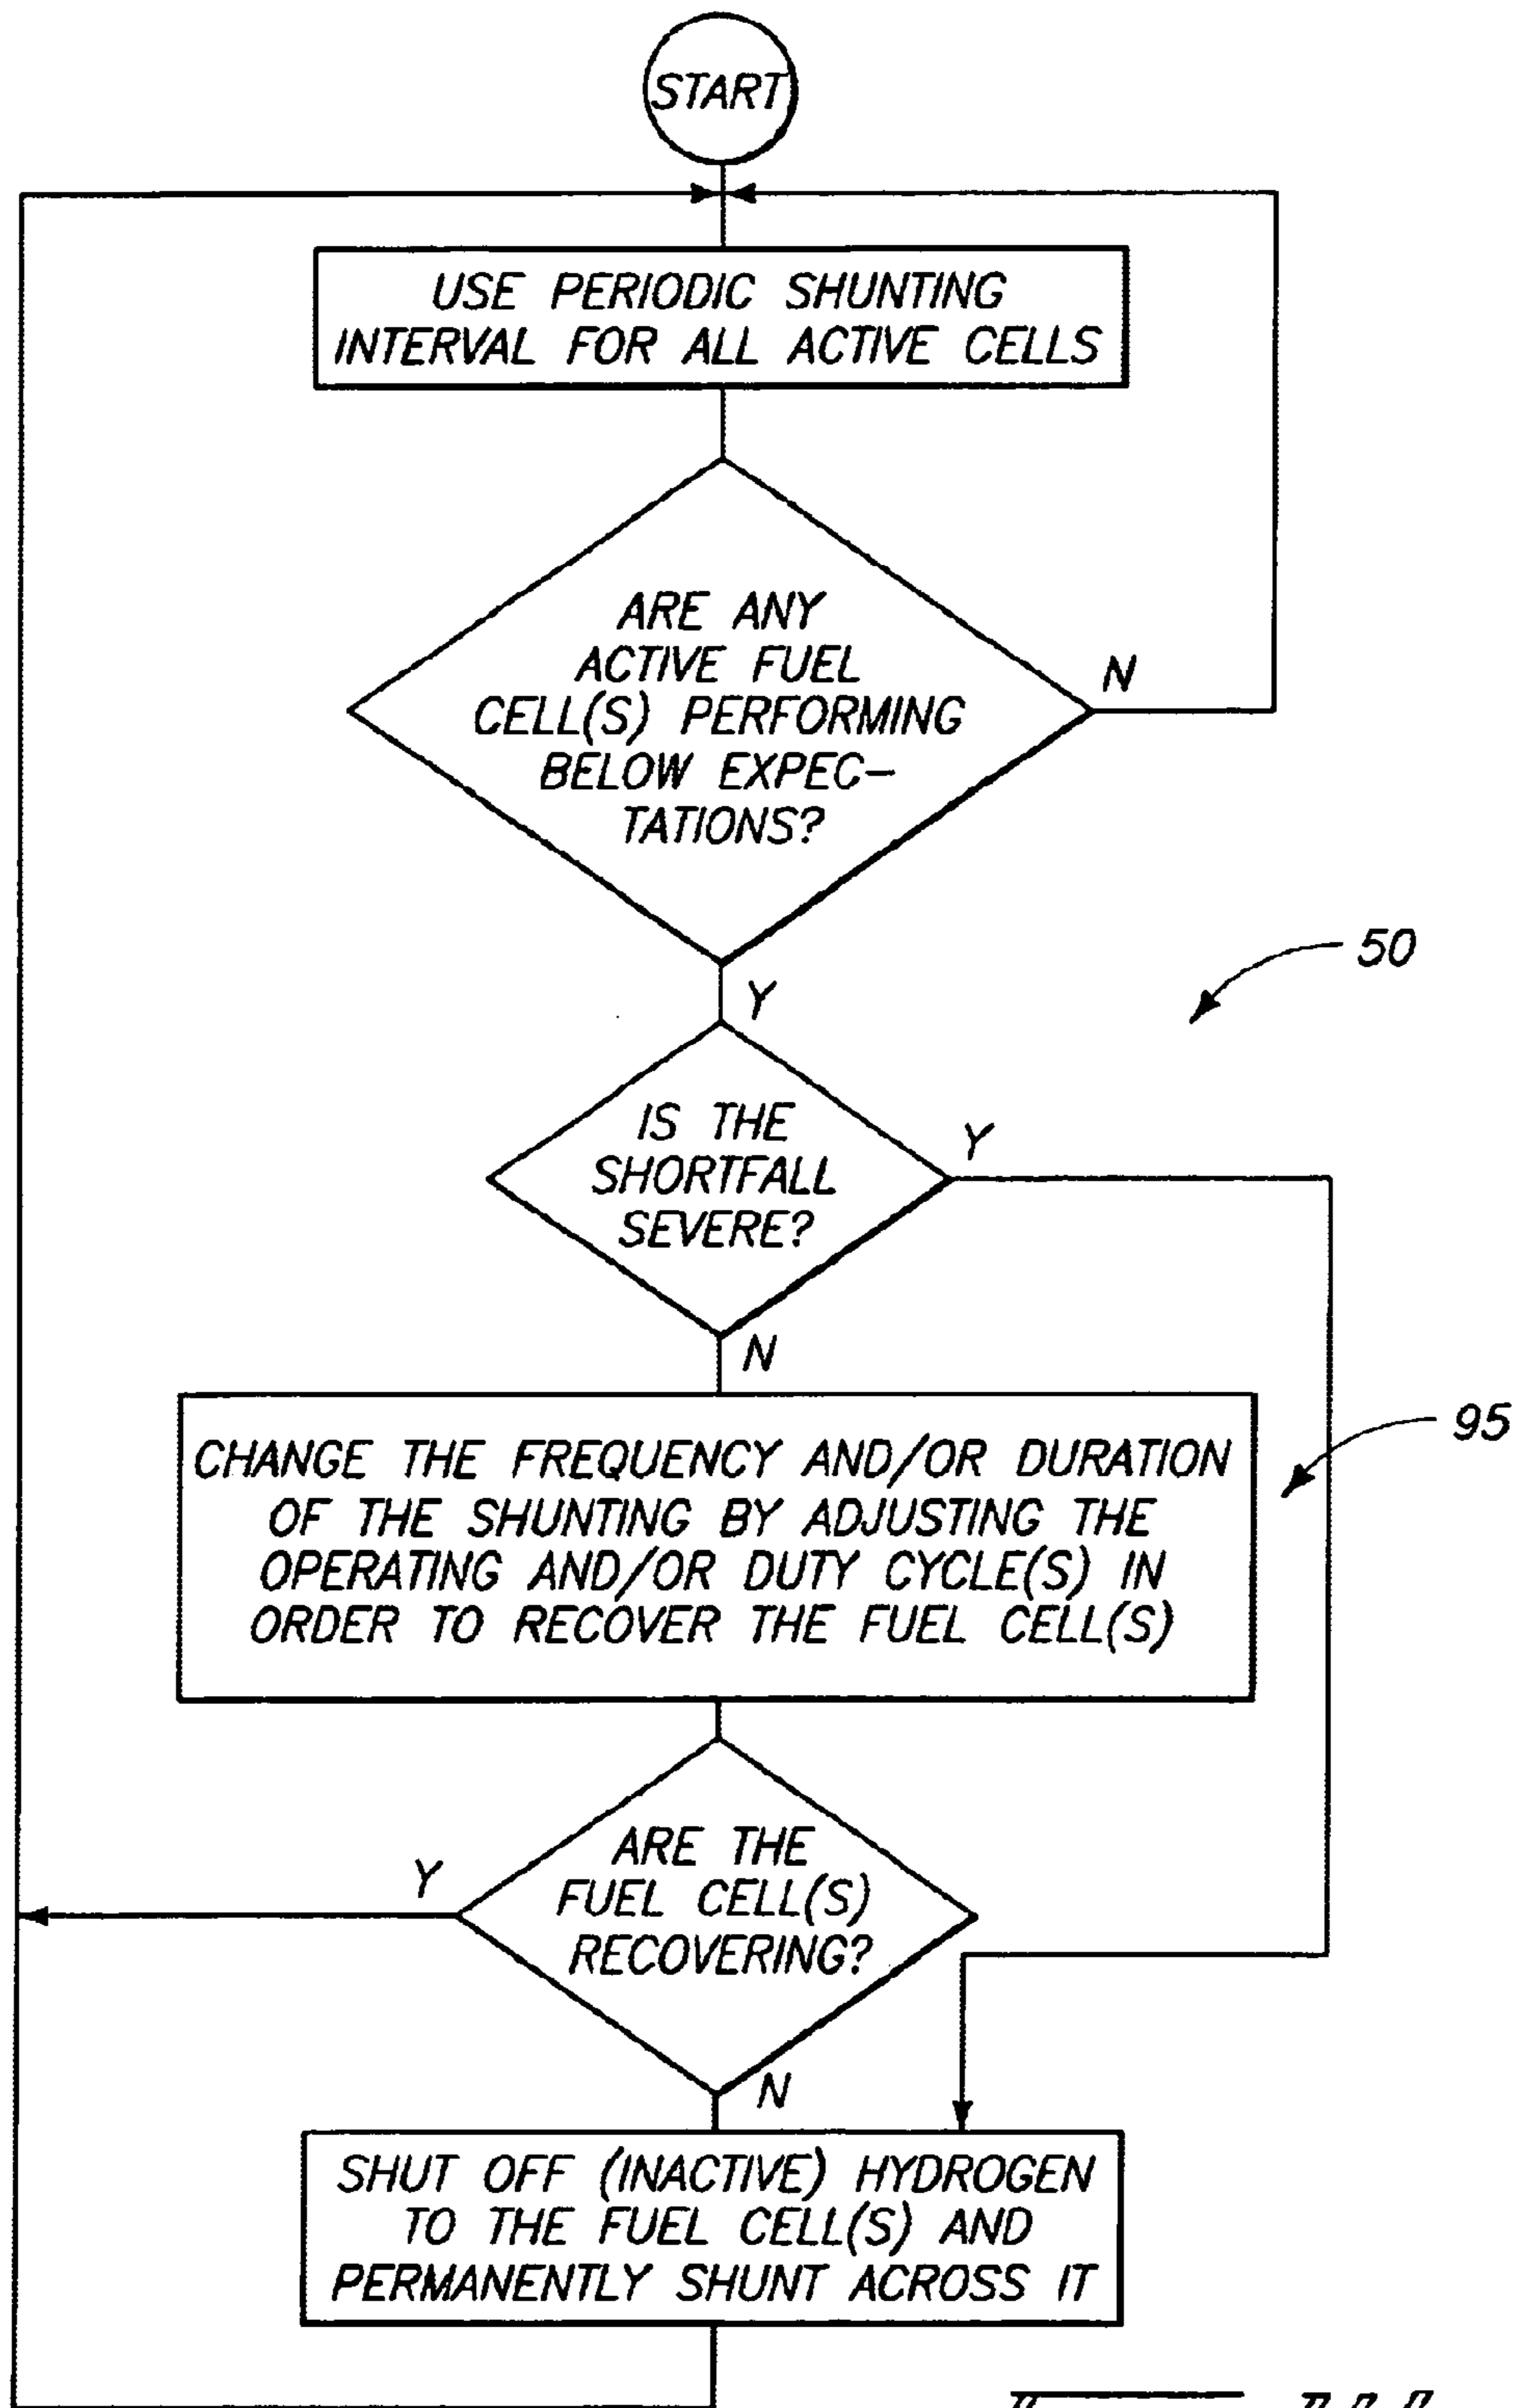 START
USE PERIODIC SHUNTING
INTERVAL FOR ALL ACTIVE CELLS
ARE ANY
ACTIVE FUEL
CELL(S) PERFORMING
BELOW EXPEC-
TATIONS?
N
Y
50
IS THE
SHORTFALL
SEVERE?
Y
N
CHANGE THE FREQUENCY AND/OR DURATION
OF THE SHUNTING BY ADJUSTING THE
OPERATING AND/OR DUTY CYCLE(S) IN
ORDER TO RECOVER THE FUEL CELL(S)
95
ARE THE
FUEL CELL(S)
RECOVERING?
Y
N
SHUT OFF (INACTIVE) HYDROGEN
TO THE FUEL CELL(S) AND
PERMANENTLY SHUNT ACROSS IT